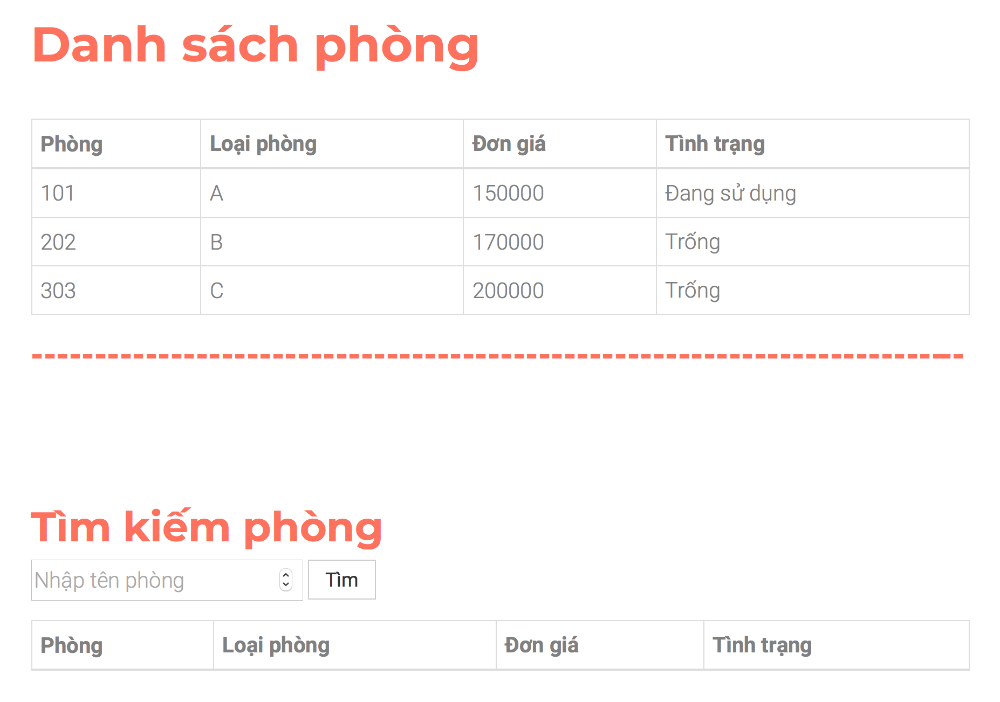 Danh sách phòng
Phòng Loại phòng Đơn giá Tình trạng
101 A 150000 Đang sử dụng
202 B 170000 Trống
303 C 200000 Trống
Tìm kiếm phòng
Nhập tên phòng Tìm
Phòng Loại phòng Đơn giá Tình trạng